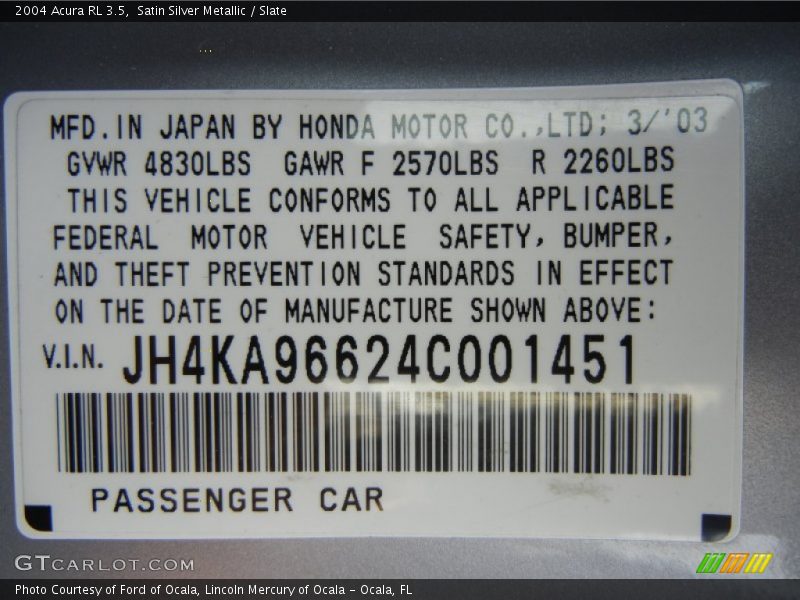 2004 Acura RL 3.5,  Satin Silver Metallic / Slate
MFD.IN JAPAN BY HONDA MOTOR CO.,LTD; 3/'03
GVWR 4830LBS GAWR F 2570LBS R 2260LBS
THIS VEHICLE CONFORMS TO ALL APPLICABLE
FEDERAL MOTOR VEHICLE SAFETY, BUMPER,
AND THEFT PREVENTION STANDARDS IN EFFECT
ON THE DATE OF MANUFACTURE SHOWN ABOVE:
V.I.N. JH4KA96624C001451
PASSENGER CAR
GTCARLOT.COM
Photo Courtesy of Ford of Ocala, Lincoln Mercury of Ocala - Ocala, FL